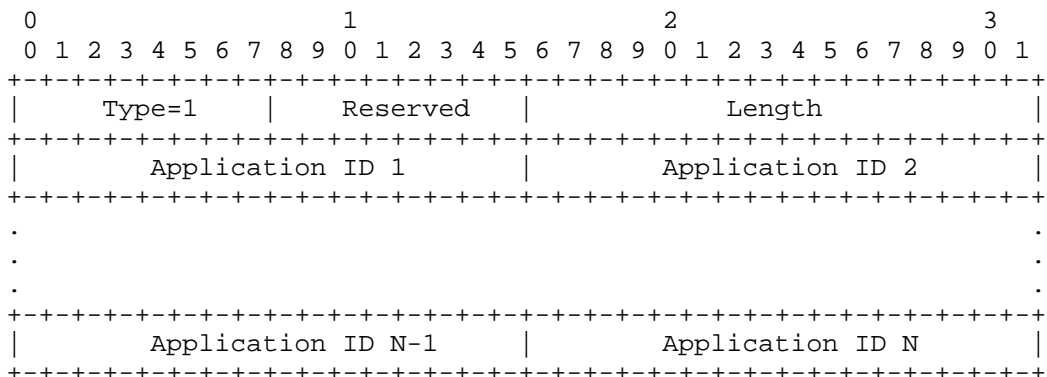 0                   1                   2                   3
 0 1 2 3 4 5 6 7 8 9 0 1 2 3 4 5 6 7 8 9 0 1 2 3 4 5 6 7 8 9 0 1
+-+-+-+-+-+-+-+-+-+-+-+-+-+-+-+-+-+-+-+-+-+-+-+-+-+-+-+-+-+-+-+-+
|     Type=1    |    Reserved   |            Length             |
+-+-+-+-+-+-+-+-+-+-+-+-+-+-+-+-+-+-+-+-+-+-+-+-+-+-+-+-+-+-+-+-+
|        Application ID 1       |        Application ID 2       |
+-+-+-+-+-+-+-+-+-+-+-+-+-+-+-+-+-+-+-+-+-+-+-+-+-+-+-+-+-+-+-+-+
.                                                               .
.                                                               .
.                                                               .
+-+-+-+-+-+-+-+-+-+-+-+-+-+-+-+-+-+-+-+-+-+-+-+-+-+-+-+-+-+-+-+-+
|        Application ID N-1     |        Application ID N       |
+-+-+-+-+-+-+-+-+-+-+-+-+-+-+-+-+-+-+-+-+-+-+-+-+-+-+-+-+-+-+-+-+